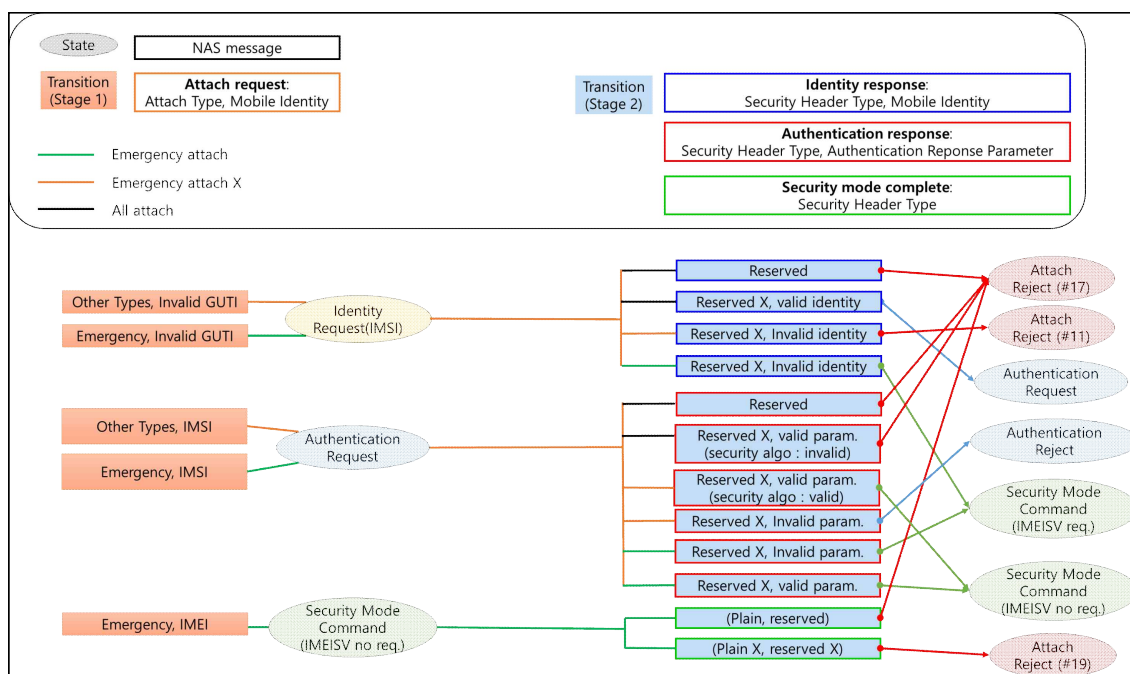 State
NAS message
Transition
(Stage 1)
Attach request:
Attach Type, Mobile Identity
Transition
(Stage 2)
Identity response:
Security Header Type, Mobile Identity
Authentication response:
Security Header Type, Authentication Reponse Parameter
Security mode complete:
Security Header Type
Emergency attach
Emergency attach X
All attach
Other Types, Invalid GUTI
Emergency, Invalid GUTI
Identity
Request(IMSI)
Reserved
Reserved X, valid identity
Reserved X, Invalid identity
Reserved X, Invalid identity
Attach
Reject (#17)
Attach
Reject (#11)
Authentication
Request
Other Types, IMSI
Emergency, IMSI
Authentication
Request
Reserved
Reserved X, valid param.
(security algo : invalid)
Reserved X, valid param.
(security algo : valid)
Reserved X, Invalid param.
Reserved X, Invalid param.
Reserved X, valid param.
Authentication
Reject
Security Mode
Command
(IMEISV req.)
Security Mode
Command
(IMEISV no req.)
Emergency, IMEI
Security Mode
Command
(IMEISV no req.)
(Plain, reserved)
(Plain X, reserved X)
Attach
Reject (#19)